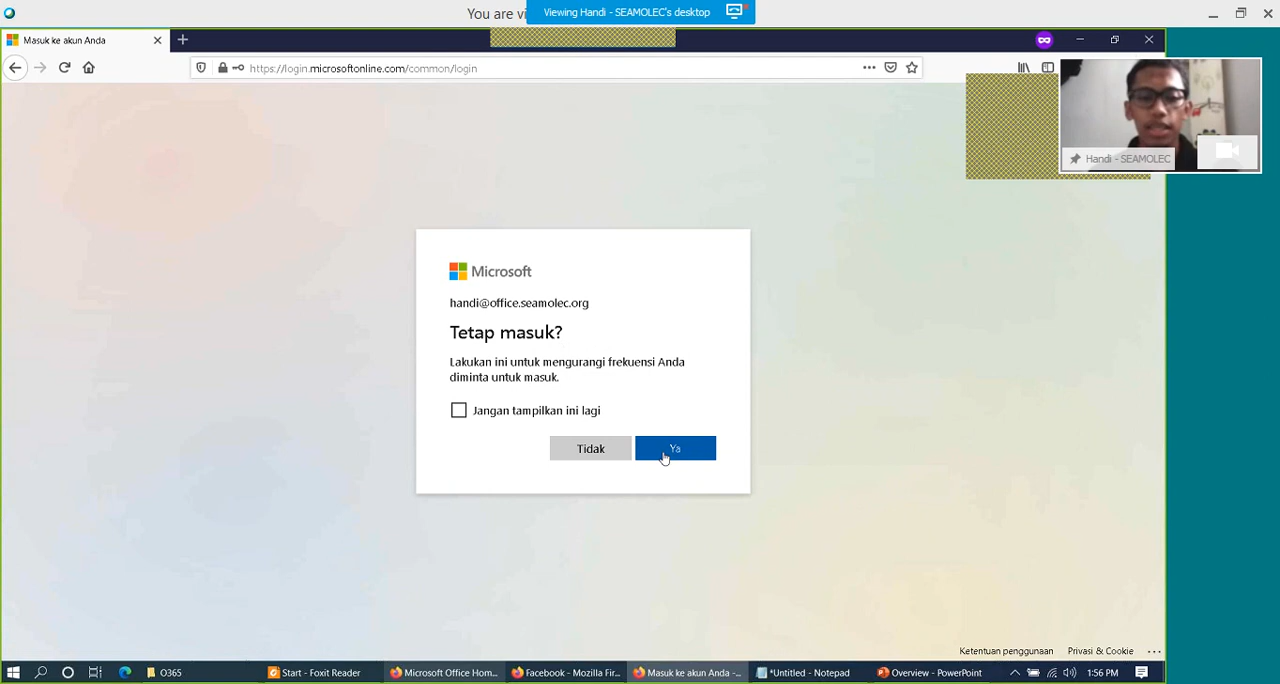 You are vi
Viewing Handi - SEAMOLEC's desktop
Masuk ke akun Anda
https://login.microsoftonline.com/common/login
Handi - SEAMOLEC
Microsoft
handi@office.seamolec.org
Tetap masuk?
Lakukan ini untuk mengurangi frekuensi Anda
diminta untuk masuk.
Jangan tampilkan ini lagi
Tidak
Ya
Ketentuan penggunaan
Privasi & Cookie
...
O365
Start - Foxit Reader
Microsoft Office Hom...
Facebook - Mozilla Fir...
Masuk ke akun Anda -...
*Untitled - Notepad
Overview - PowerPoint
1:56 PM